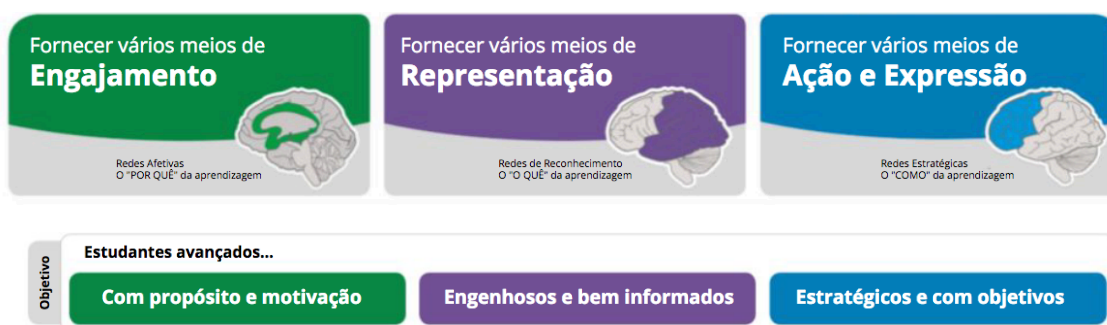 Fornecer vários meios de
Engajamento
Redes Afetivas
O "POR QUÊ" da aprendizagem
Fornecer vários meios de
Representação
Redes de Reconhecimento
O "O QUÊ" da aprendizagem
Fornecer vários meios de
Ação e Expressão
Redes Estratégicas
O "COMO" da aprendizagem
Objetivo
Estudantes avançados...
Com propósito e motivação
Engenhosos e bem informados
Estratégicos e com objetivos